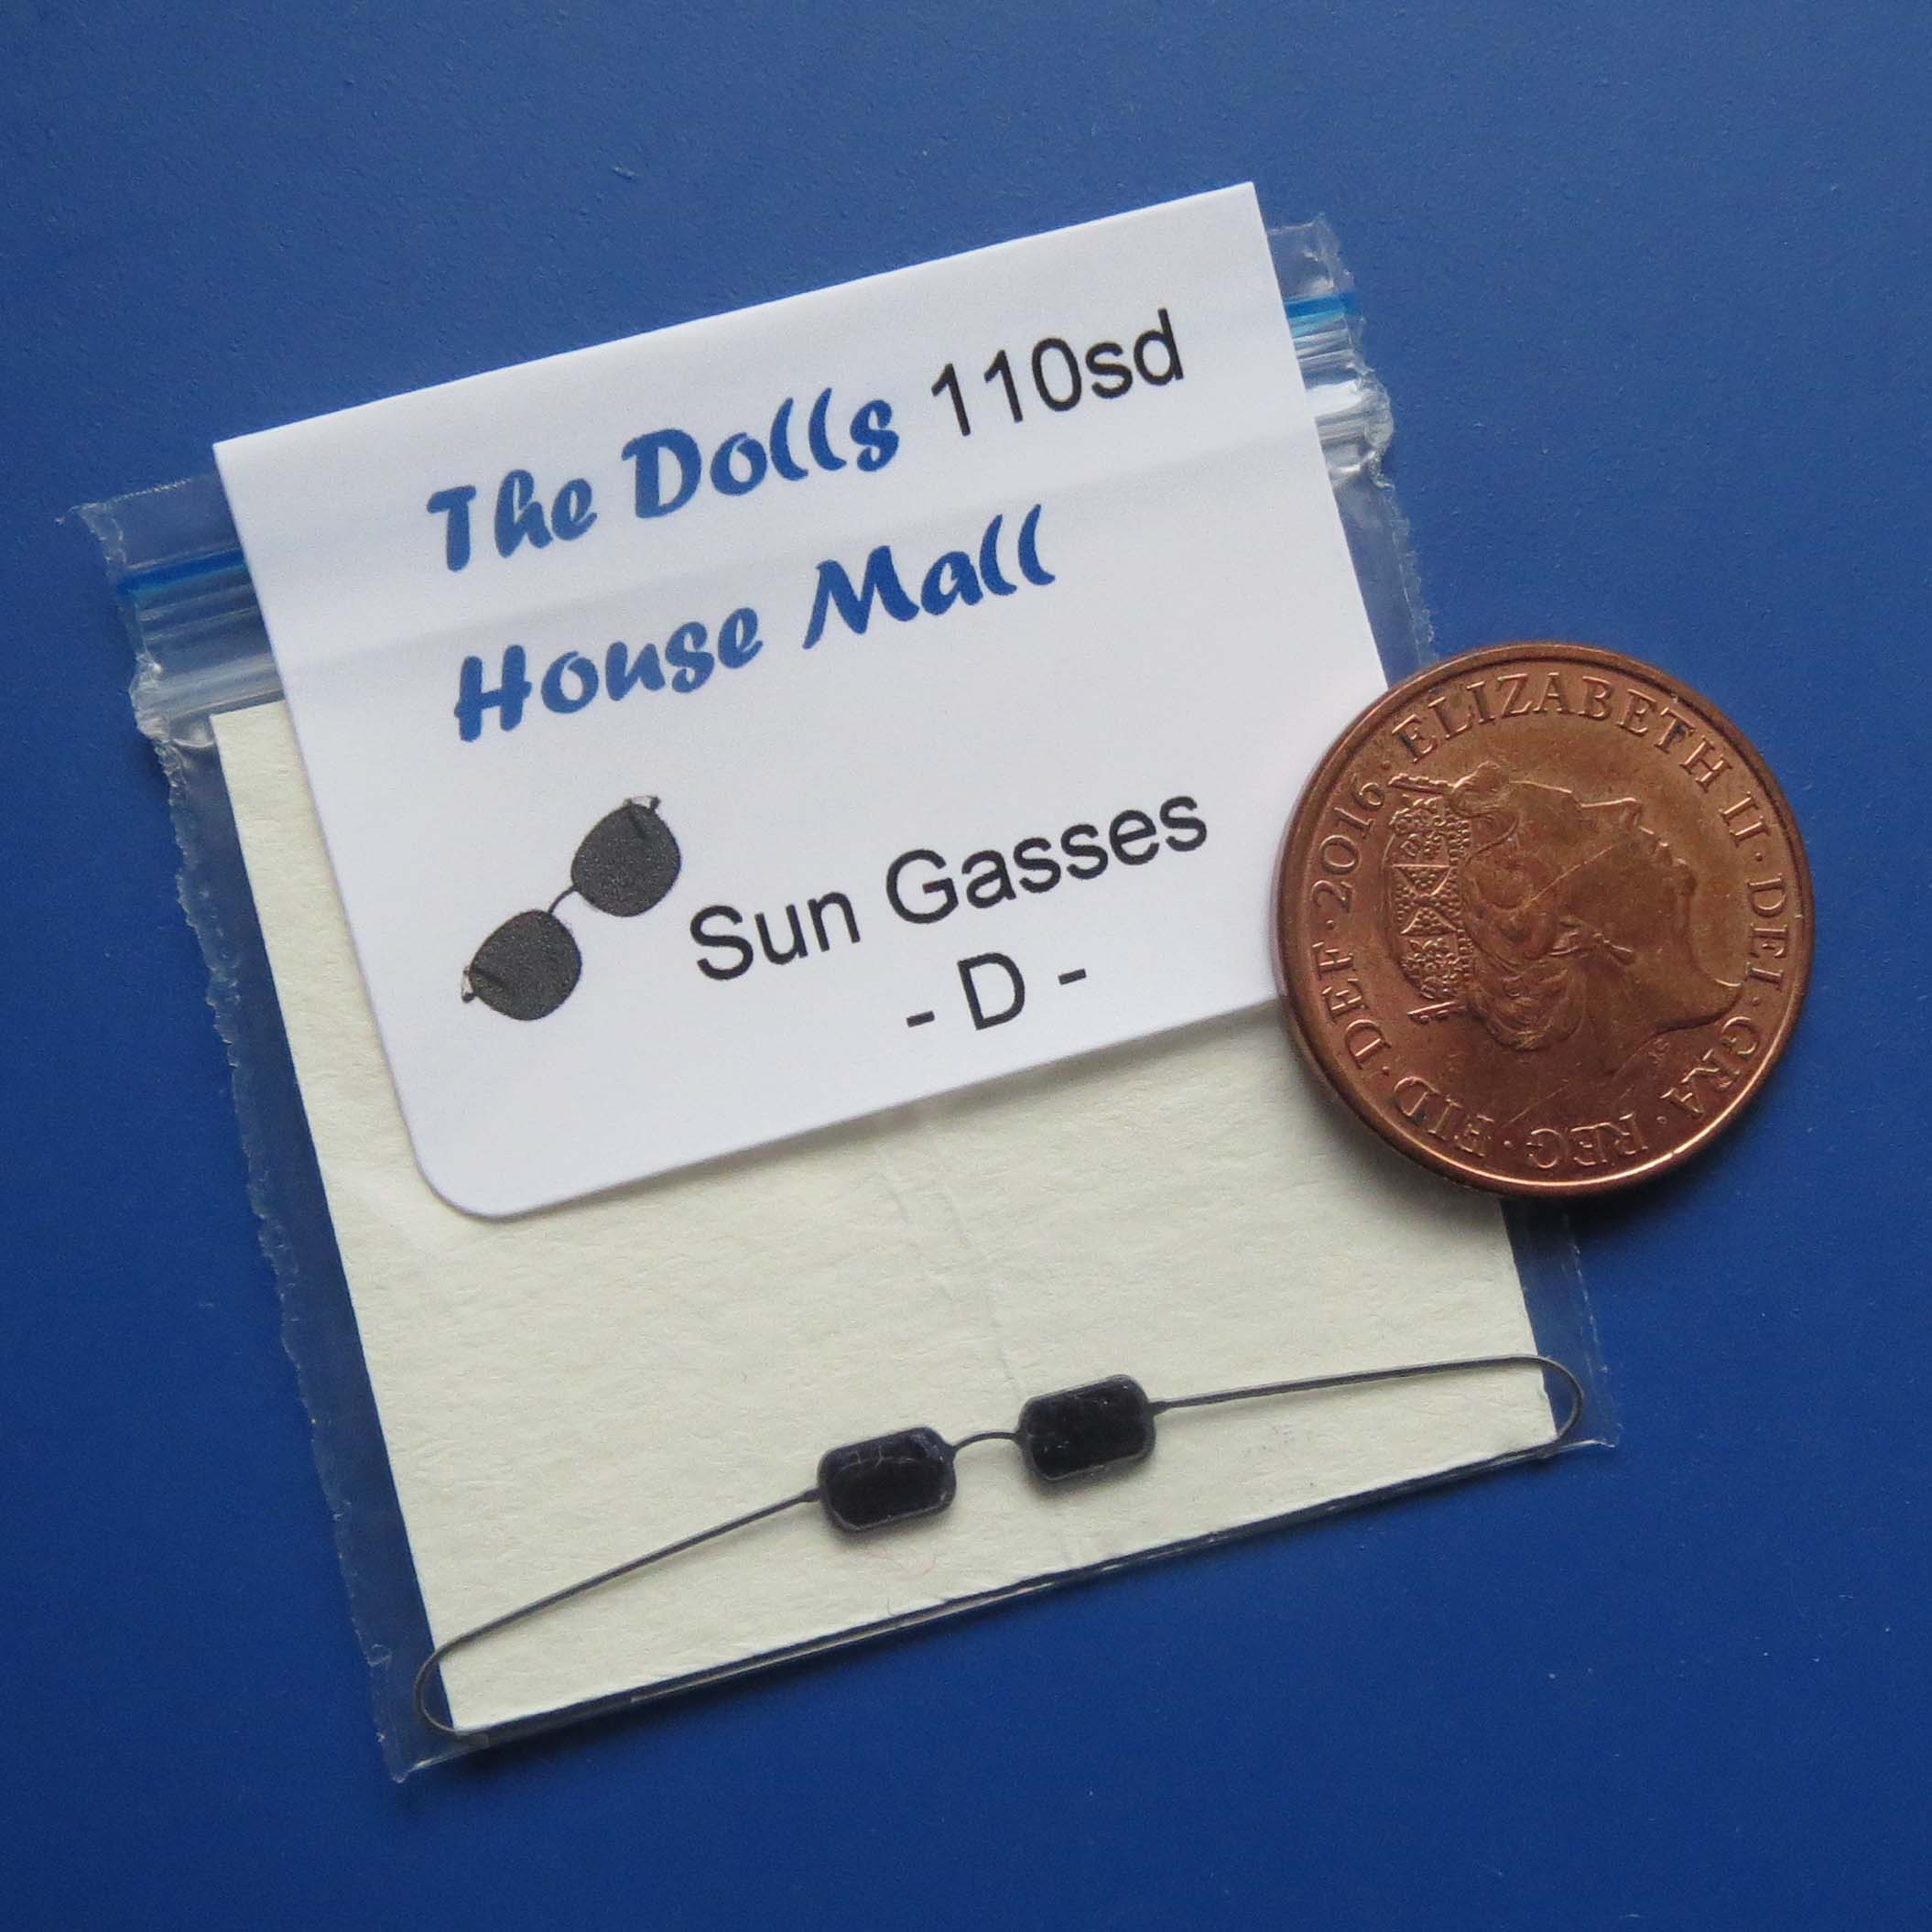 The Dolls 110sd
House Mall
Sun Gasses
- D -
ELIZABETH II · DEI · GRA · REG · FID · DEF · 2016 ·